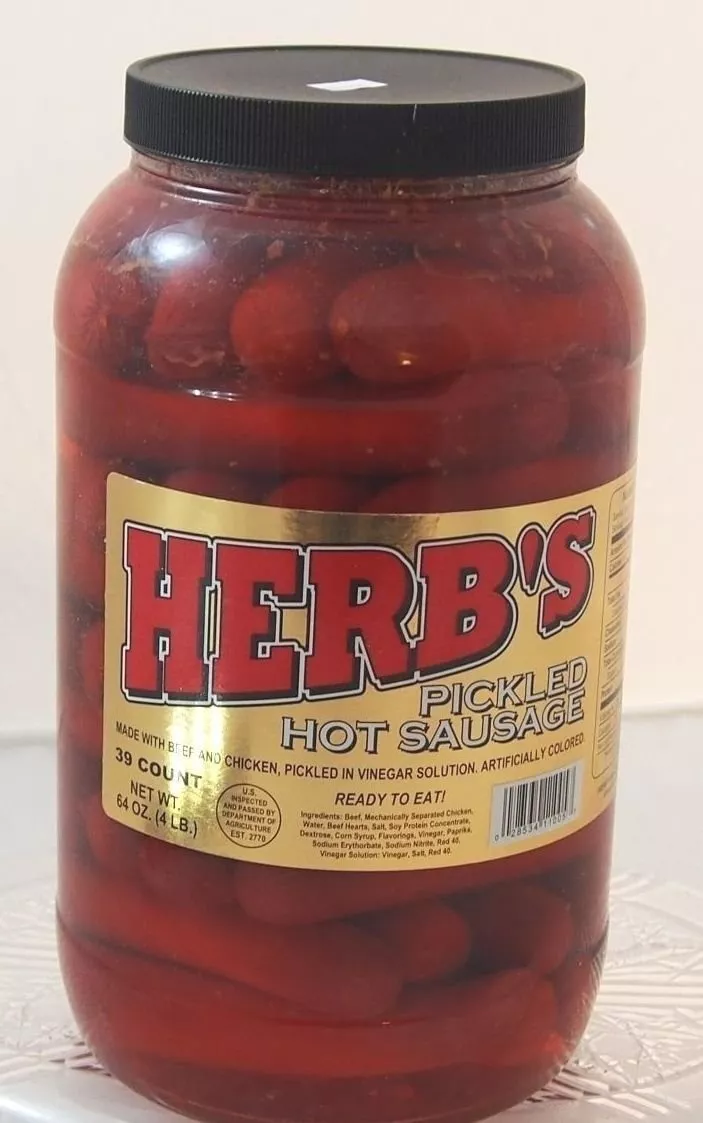 HERB'S
PICKLED
HOT SAUSAGE
MADE WITH BEEF AND CHICKEN, PICKLED IN VINEGAR SOLUTION. ARTIFICIALLY COLORED.
39 COUNT
NET WT.
64 OZ. (4 LB.)
U.S.
INSPECTED
AND PASSED BY
DEPARTMENT OF
AGRICULTURE
EST. 2770
READY TO EAT!
Ingredients: Beef, Mechanically Separated Chicken,
Water, Beef Hearts, Salt, Soy Protein Concentrate,
Dextrose, Corn Syrup, Flavorings, Vinegar, Paprika,
Sodium Erythorbate, Sodium Nitrite, Red 40.
Vinegar Solution: Vinegar, Salt, Red 40.
0 28534 11005